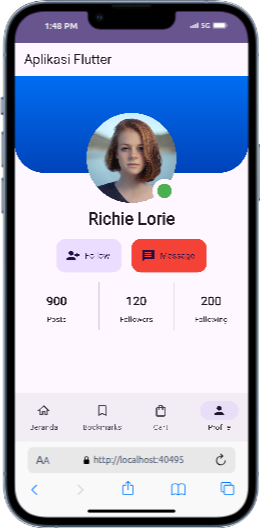 1:48 PM 5G
Aplikasi Flutter
Richie Lorie
Follow Message
900 120 200
Posts Followers Following
Beranda Bookmarks Cart Profile
AA http://localhost:40495